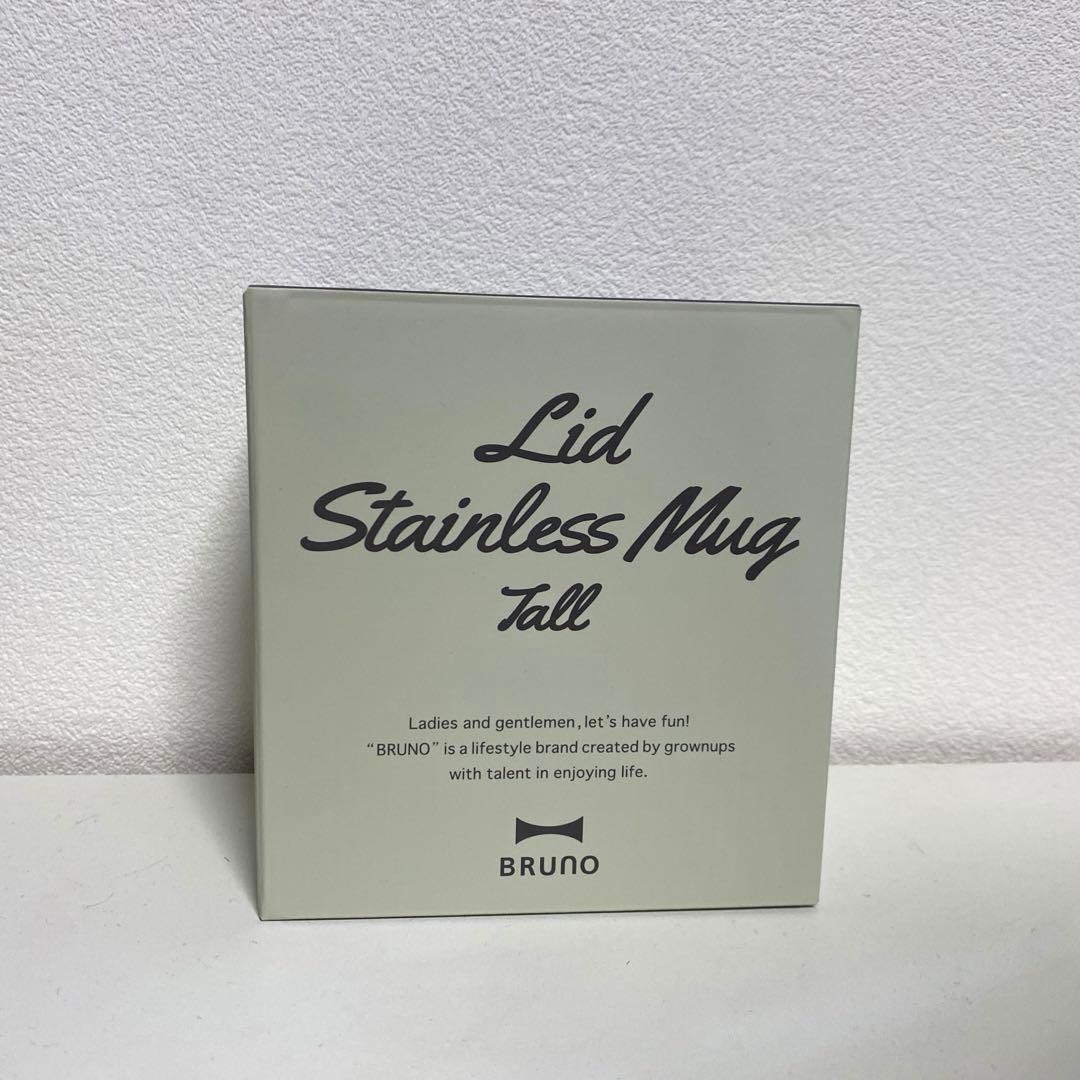 Lid
Stainless Mug
Tall
Ladies and gentlemen, let's have fun!
“BRUNO” is a lifestyle brand created by grownups
with talent in enjoying life.
BRUNO